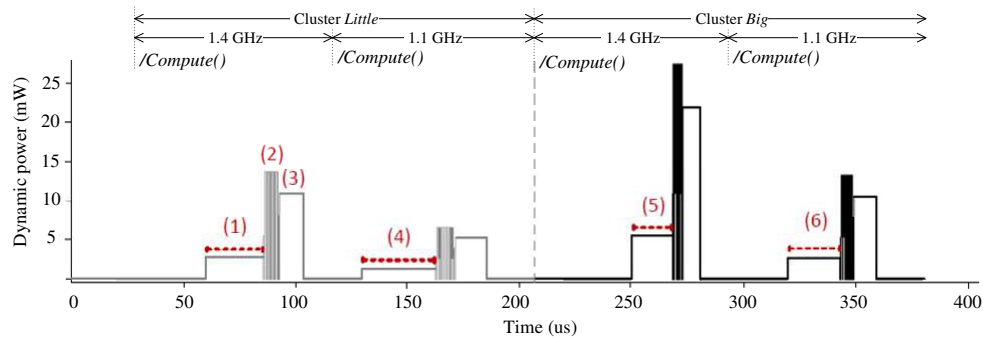 Cluster Little Cluster Big
1.4 GHz 1.1 GHz 1.4 GHz 1.1 GHz
/Compute() /Compute() /Compute() /Compute()
Dynamic power (mW)
25
20
15
10
5
(1)
(2)
(3)
(4)
(5)
(6)
0 50 100 150 200 250 300 350 400
Time (us)